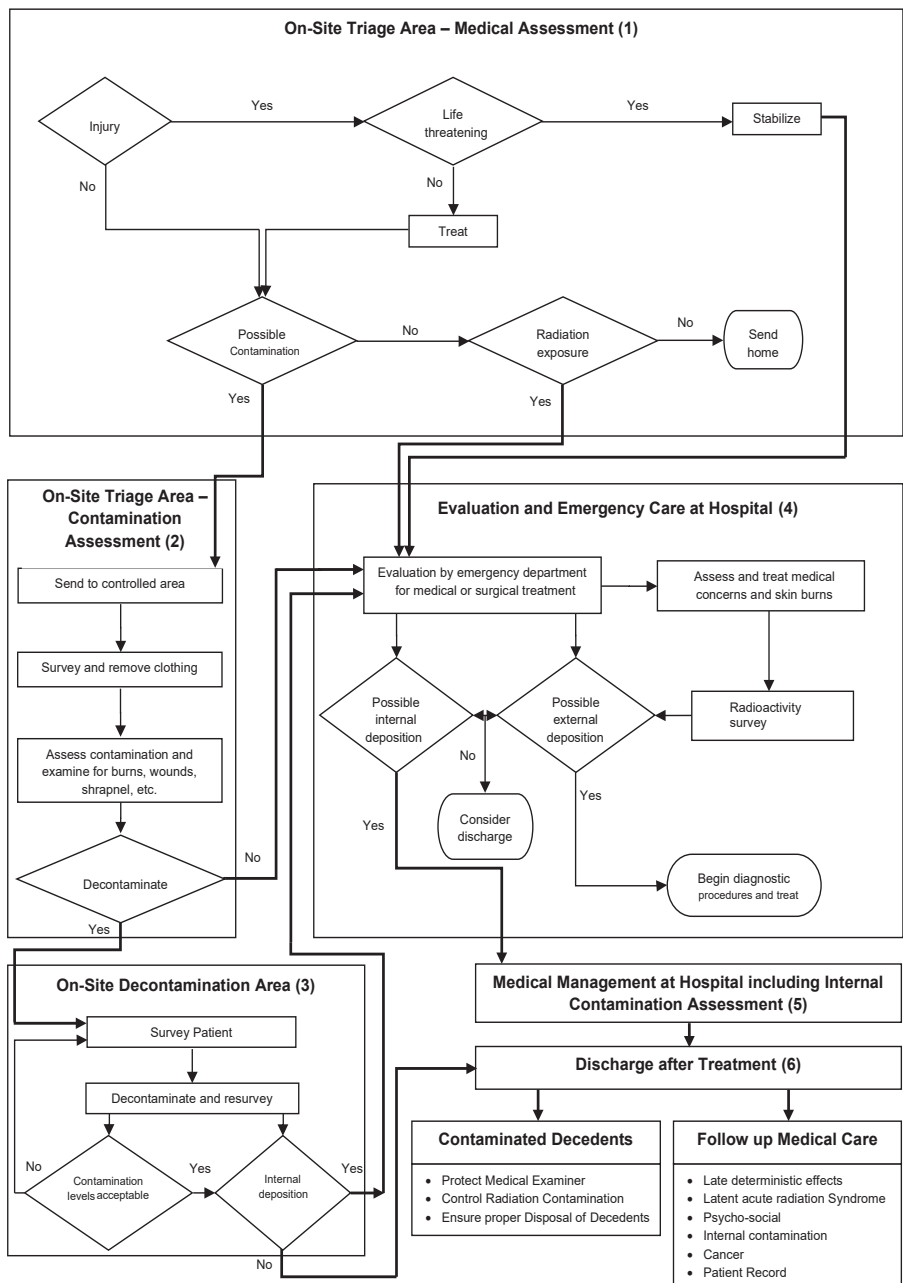 On-Site Triage Area – Medical Assessment (1)
Injury
Yes
Life
threatening
Yes
Stabilize
No
No
Treat
Possible
Contamination
No
Radiation
exposure
No
Send
home
Yes
Yes
On-Site Triage Area –
Contamination
Assessment (2)
Send to controlled area
Survey and remove clothing
Assess contamination and
examine for burns, wounds,
shrapnel, etc.
Decontaminate
No
Yes
Evaluation and Emergency Care at Hospital (4)
Evaluation by emergency department
for medical or surgical treatment
Assess and treat medical
concerns and skin burns
Possible
internal
deposition
Possible
external
deposition
Radioactivity
survey
No
Yes
Consider
discharge
Yes
Begin diagnostic
procedures and treat
On-Site Decontamination Area (3)
Survey Patient
Decontaminate and resurvey
No
Contamination
levels acceptable
Yes
Internal
deposition
Yes
No
Medical Management at Hospital including Internal
Contamination Assessment (5)
Discharge after Treatment (6)
Contaminated Decedents
• Protect Medical Examiner
• Control Radiation Contamination
• Ensure proper Disposal of Decedents
Follow up Medical Care
• Late deterministic effects
• Latent acute radiation Syndrome
• Psycho-social
• Internal contamination
• Cancer
• Patient Record